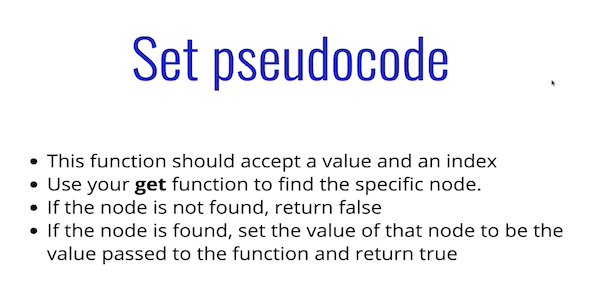 Set pseudocode
• This function should accept a value and an index
• Use your get function to find the specific node.
• If the node is not found, return false
• If the node is found, set the value of that node to be the
value passed to the function and return true